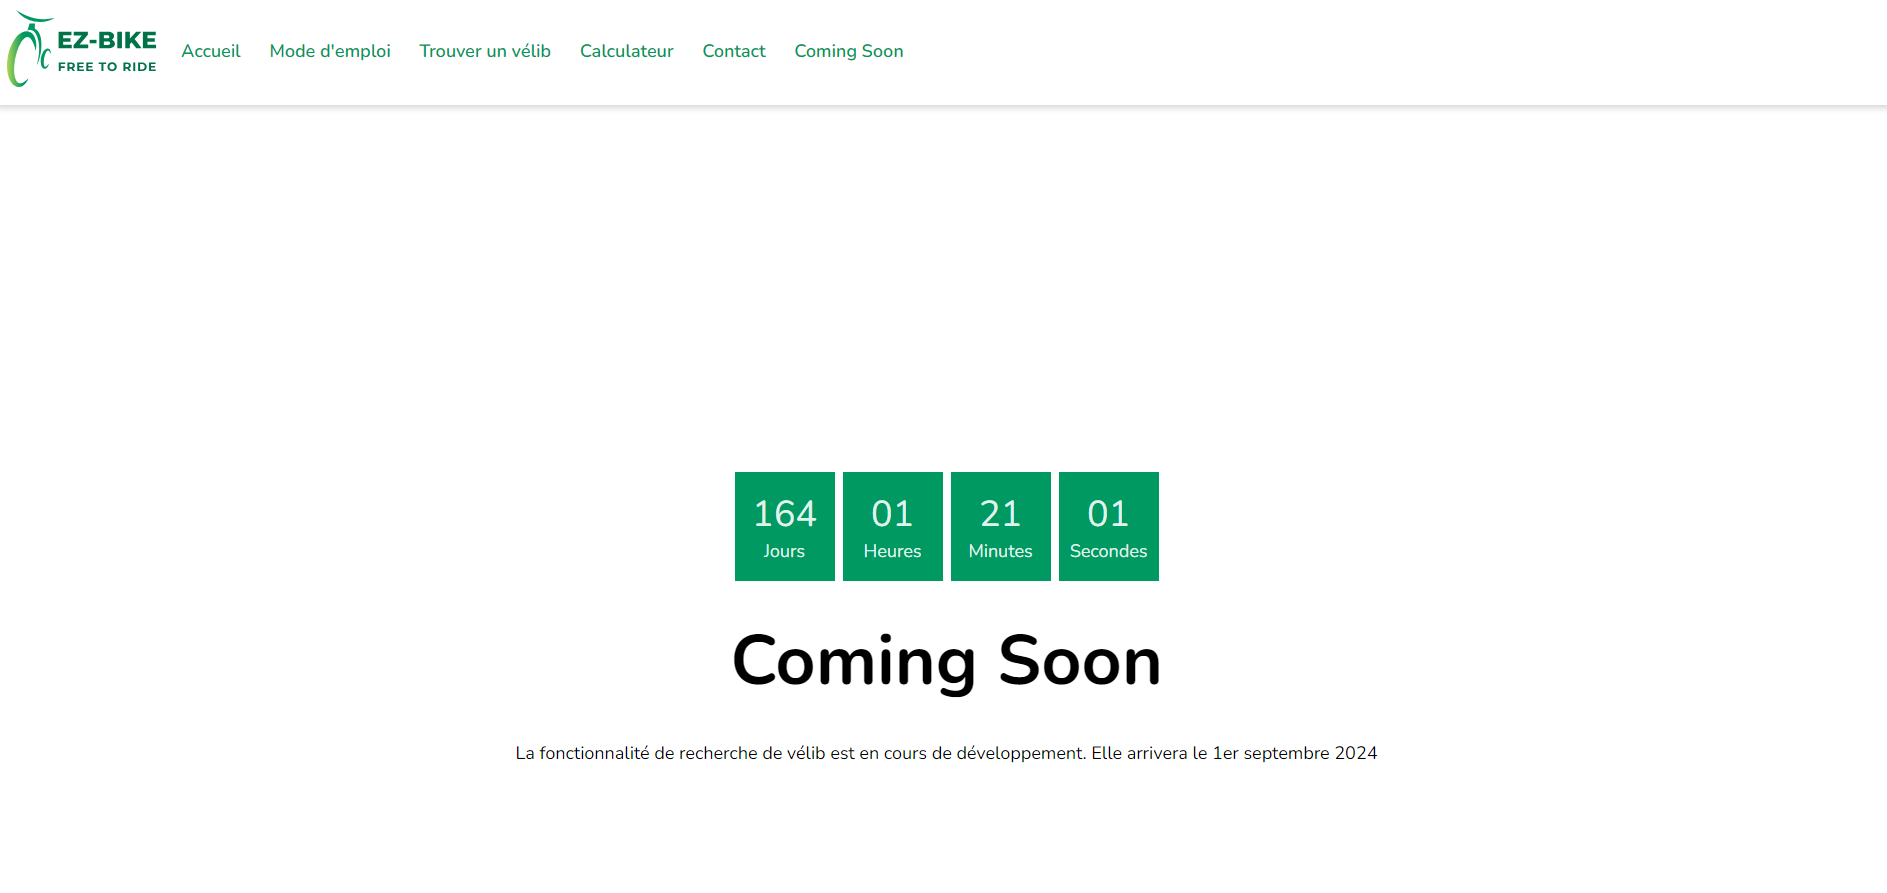 EZ-BIKE
FREE TO RIDE
Accueil Mode d'emploi Trouver un vélib Calculateur Contact Coming Soon
164 01 21 01
Jours Heures Minutes Secondes
Coming Soon
La fonctionnalité de recherche de vélib est en cours de développement. Elle arrivera le 1er septembre 2024